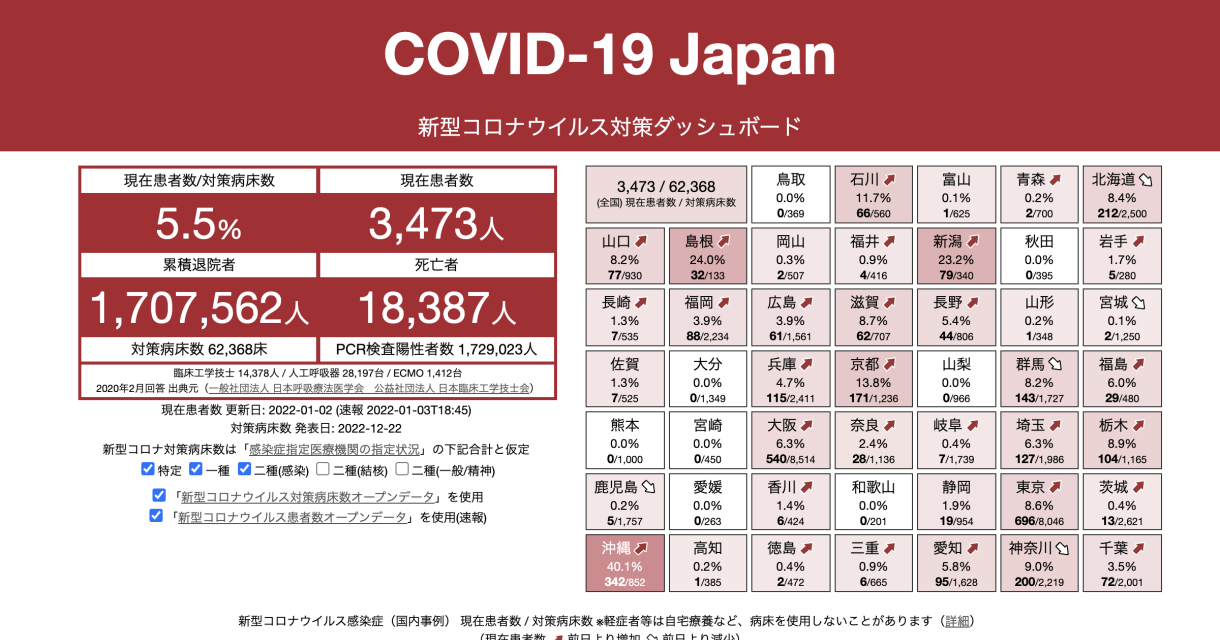 COVID-19 Japan
新型コロナウイルス対策ダッシュボード
現在患者数/対策病床数
現在患者数
5.5%
3,473人
累積退院者
死亡者
1,707,562人
18,387人
対策病床数 62,368床
PCR検査陽性者数 1,729,023人
臨床工学技士 14,378人 / 人工呼吸器 28,197台 / ECMO 1,412台
2020年2月回答 出典元（一般社団法人 日本呼吸療法医学会　公益社団法人 日本臨床工学技士会）
現在患者数 更新日: 2022-01-02 (速報 2022-01-03T18:45)
対策病床数 発表日: 2022-12-22
新型コロナ対策病床数は「感染症指定医療機関の指定状況」の下記合計と仮定
特定 一種 二種(感染) 二種(結核) 二種(一般/精神)
「新型コロナウイルス対策病床数オープンデータ」を使用
「新型コロナウイルス患者数オープンデータ」を使用(速報)
3,473 / 62,368
(全国) 現在患者数 / 対策病床数
鳥取
0.0%
0/369
石川
11.7%
66/560
富山
0.1%
1/625
青森
0.2%
2/700
北海道
8.4%
212/2,500
山口
8.2%
77/930
島根
24.0%
32/133
岡山
0.3%
2/507
福井
0.9%
4/416
新潟
23.2%
79/340
秋田
0.0%
0/395
岩手
1.7%
5/280
長崎
1.3%
7/535
福岡
3.9%
88/2,234
広島
3.9%
61/1,561
滋賀
8.7%
62/707
長野
5.4%
44/806
山形
0.2%
1/348
宮城
0.1%
2/1,250
佐賀
1.3%
7/525
大分
0.0%
0/1,349
兵庫
4.7%
115/2,411
京都
13.8%
171/1,236
山梨
0.0%
0/966
群馬
8.2%
143/1,727
福島
6.0%
29/480
熊本
0.0%
0/1,000
宮崎
0.0%
0/450
大阪
6.3%
540/8,514
奈良
2.4%
28/1,136
岐阜
0.4%
7/1,739
埼玉
6.3%
127/1,986
栃木
8.9%
104/1,165
鹿児島
0.2%
5/1,757
愛媛
0.0%
0/263
香川
1.4%
6/424
和歌山
0.0%
0/201
静岡
1.9%
19/954
東京
8.6%
696/8,046
茨城
0.4%
13/2,621
沖縄
40.1%
342/852
高知
0.2%
1/385
徳島
0.4%
2/472
三重
0.9%
6/665
愛知
5.8%
95/1,628
神奈川
9.0%
200/2,219
千葉
3.5%
72/2,001
新型コロナウイルス感染症（国内事例） 現在患者数 / 対策病床数 ※軽症者等は自宅療養など、病床を使用しないことがあります（詳細）
（現在患者数 前日より増加 前日より減少）